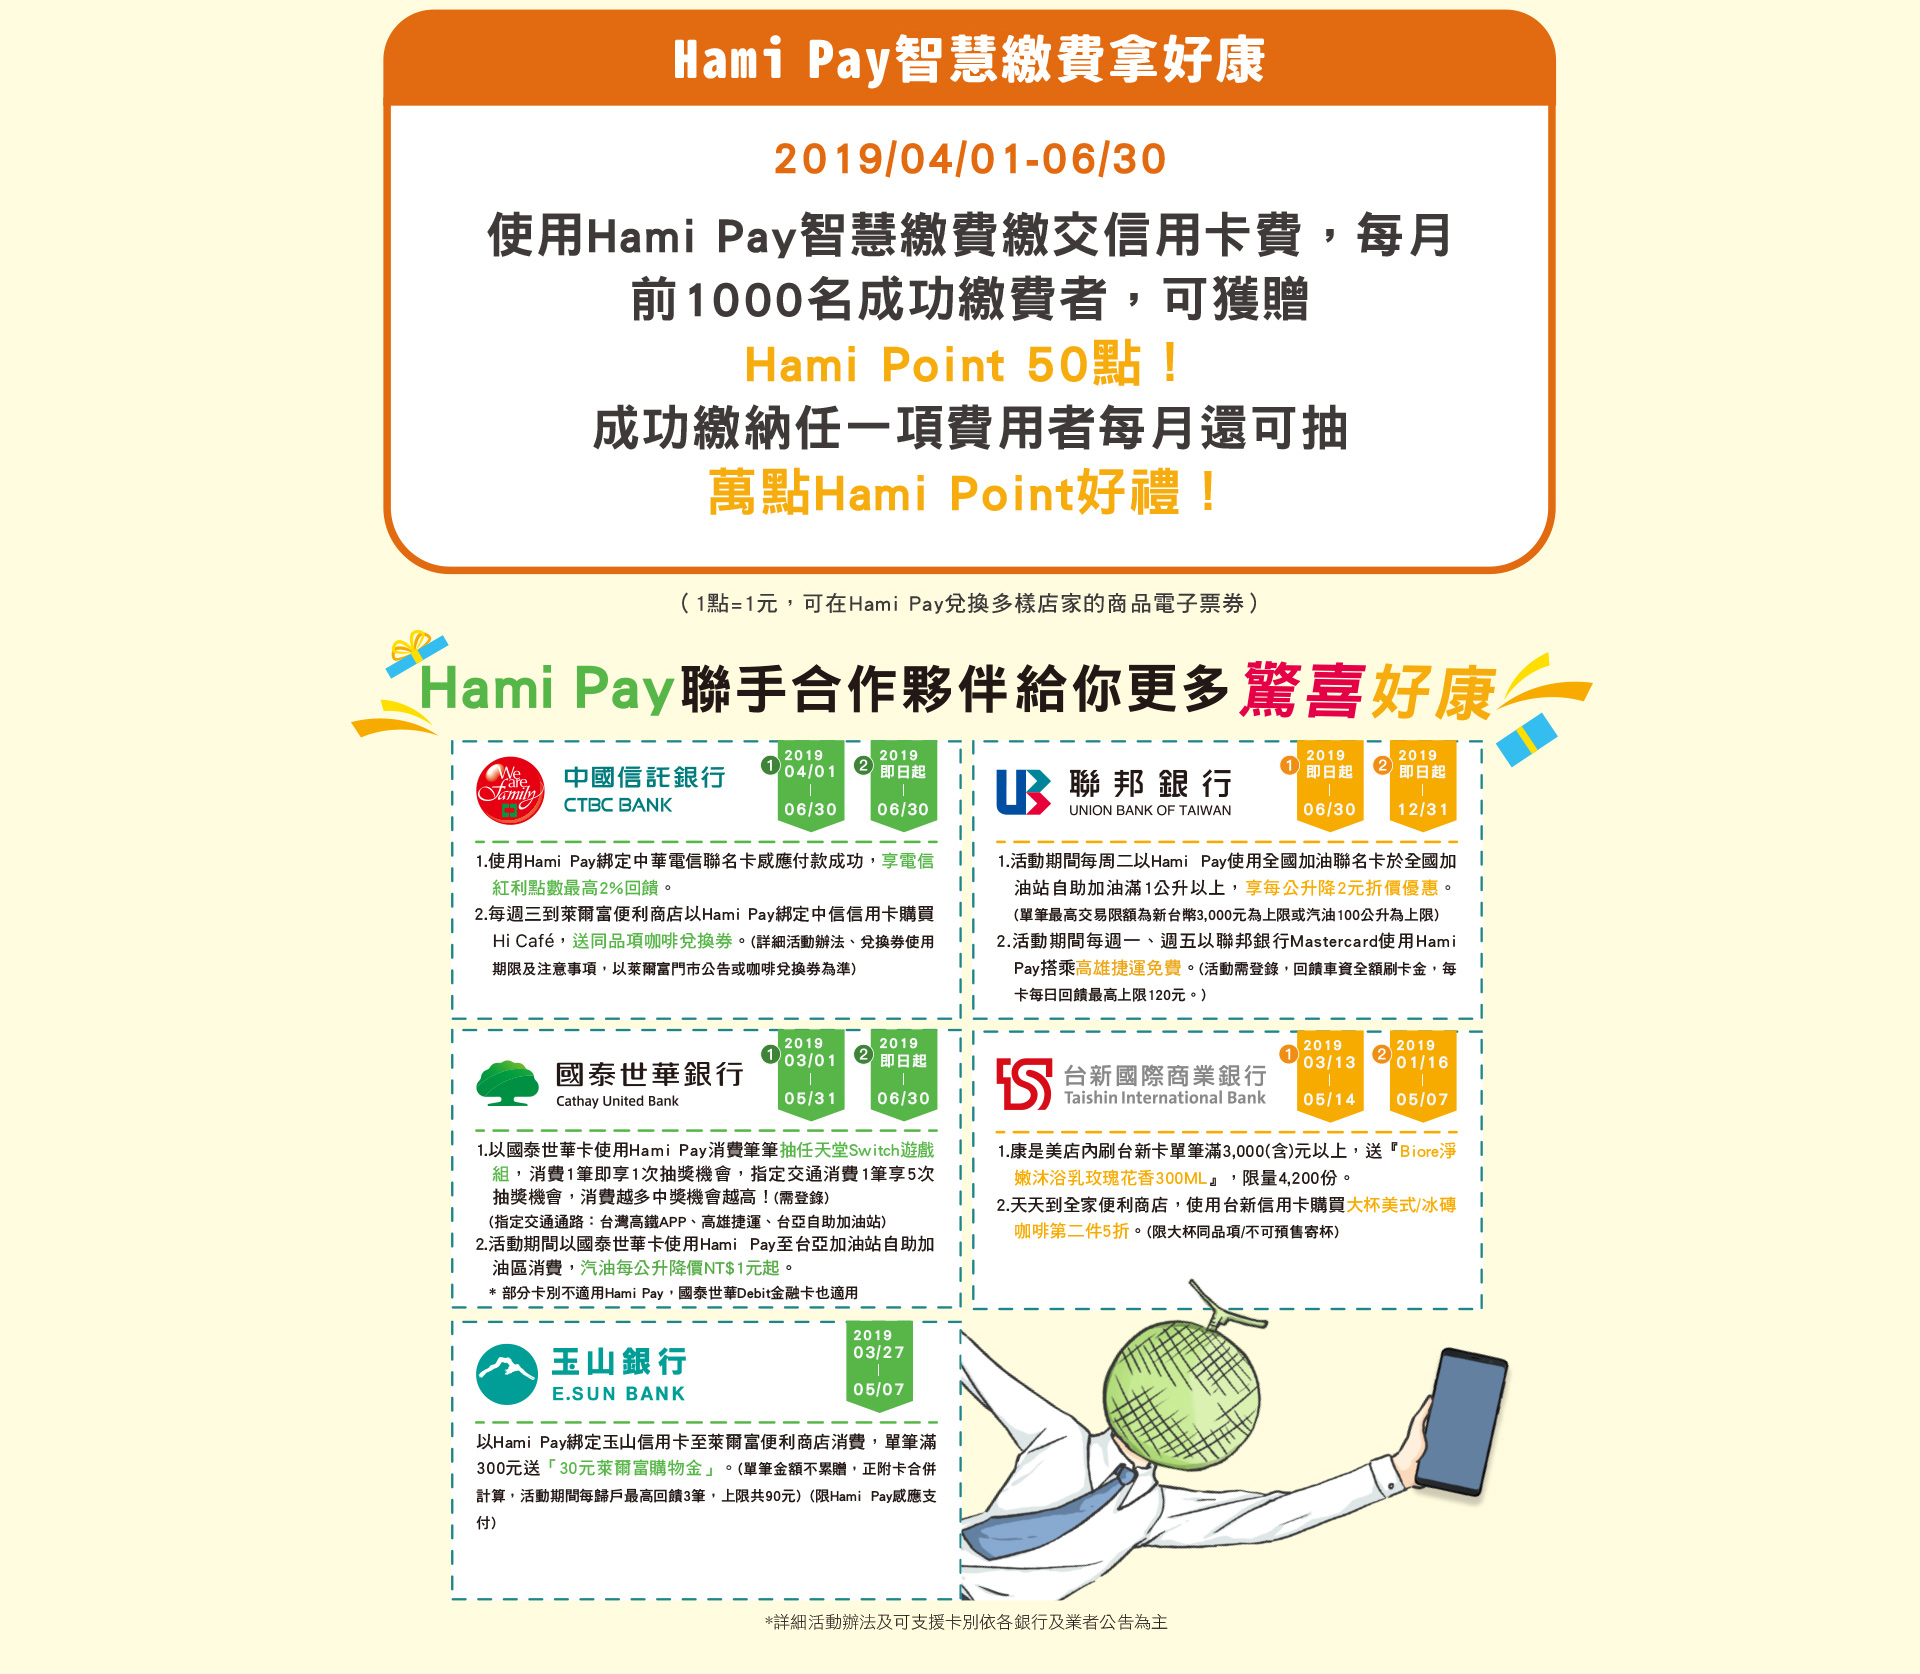 Hami Pay智慧繳費拿好康
2019/04/01-06/30
使用Hami Pay智慧繳費繳交信用卡費，每月
前1000名成功繳費者，可獲贈
Hami Point 50點！
成功繳納任一項費用者每月還可抽
萬點Hami Point好禮！
（1點=1元，可在Hami Pay兌換多樣店家的商品電子票券）
Hami Pay聯手合作夥伴給你更多驚喜好康
We care Family
中國信託銀行
CTBC BANK
1 2019 04/01 | 06/30
2 2019 即日起 | 06/30
1.使用Hami Pay綁定中華電信聯名卡感應付款成功，享電信
紅利點數最高2%回饋。
2.每週三到萊爾富便利商店以Hami Pay綁定中信信用卡購買
Hi Café，送同品項咖啡兌換券。(詳細活動辦法、兌換券使用
期限及注意事項，以萊爾富門市公告或咖啡兌換券為準)
聯邦銀行
UNION BANK OF TAIWAN
1 2019 即日起 | 06/30
2 2019 即日起 | 12/31
1.活動期間每周二以Hami Pay使用全國加油聯名卡於全國加
油站自助加油滿1公升以上，享每公升降2元折價優惠。
(單筆最高交易限額為新台幣3,000元為上限或汽油100公升為上限)
2.活動期間每週一、週五以聯邦銀行Mastercard使用Hami
Pay搭乘高雄捷運免費。(活動需登錄，回饋車資全額刷卡金，每
卡每日回饋最高上限120元。)
國泰世華銀行
Cathay United Bank
1 2019 03/01 | 05/31
2 2019 即日起 | 06/30
1.以國泰世華卡使用Hami Pay消費筆筆抽任天堂Switch遊戲
組，消費1筆即享1次抽獎機會，指定交通消費1筆享5次
抽獎機會，消費越多中獎機會越高！(需登錄)
(指定交通通路：台灣高鐵APP、高雄捷運、台亞自助加油站)
2.活動期間以國泰世華卡使用Hami Pay至台亞加油站自助加
油區消費，汽油每公升降價NT$1元起。
* 部分卡別不適用Hami Pay，國泰世華Debit金融卡也適用
台新國際商業銀行
Taishin International Bank
1 2019 03/13 | 05/14
2 2019 01/16 | 05/07
1.康是美店內刷台新卡單筆滿3,000(含)元以上，送『Biore淨
嫩沐浴乳玫瑰花香300ML』，限量4,200份。
2.天天到全家便利商店，使用台新信用卡購買大杯美式/冰磚
咖啡第二件5折。(限大杯同品項/不可預售寄杯)
玉山銀行
E.SUN BANK
2019 03/27 | 05/07
以Hami Pay綁定玉山信用卡至萊爾富便利商店消費，單筆滿
300元送「30元萊爾富購物金」。(單筆金額不累贈，正附卡合併
計算，活動期間每歸戶最高回饋3筆，上限共90元) (限Hami Pay感應支
付)
*詳細活動辦法及可支援卡別依各銀行及業者公告為主